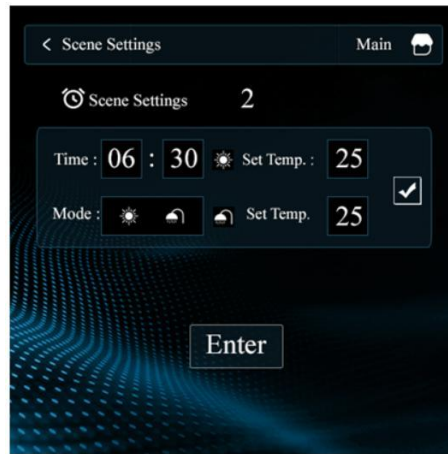 < Scene Settings Main
Scene Settings 2
Time : 06 : 30 Set Temp. : 25
Mode : Set Temp. 25
Enter